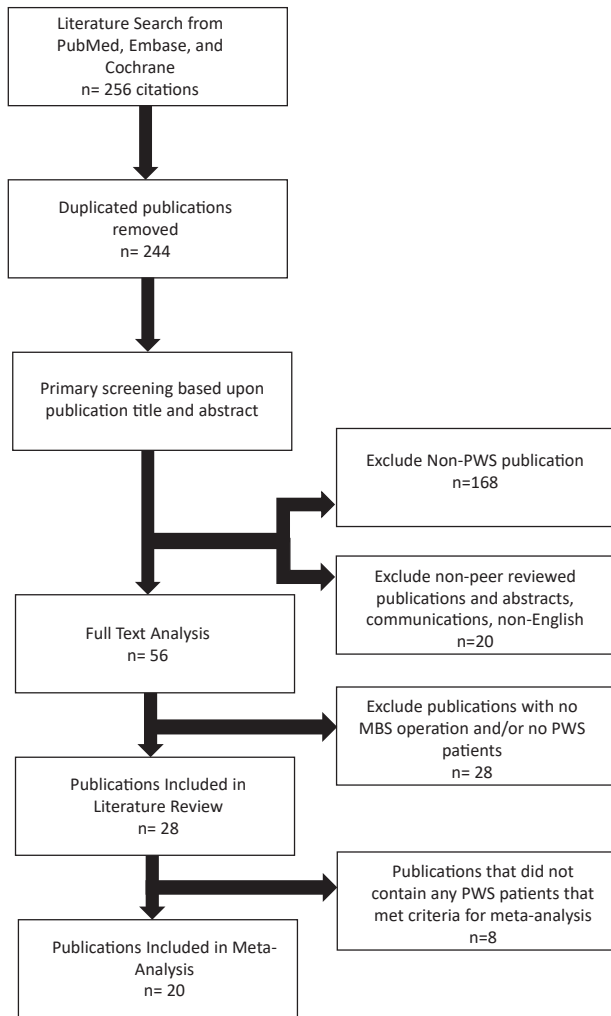 Literature Search from
PubMed, Embase, and
Cochrane
n= 256 citations
Duplicated publications
removed
n= 244
Primary screening based upon
publication title and abstract
Exclude Non-PWS publication
n=168
Exclude non-peer reviewed
publications and abstracts,
communications, non-English
n=20
Full Text Analysis
n= 56
Exclude publications with no
MBS operation and/or no PWS
patients
n= 28
Publications Included in
Literature Review
n= 28
Publications that did not
contain any PWS patients that
met criteria for meta-analysis
n=8
Publications Included in Meta-
Analysis
n= 20